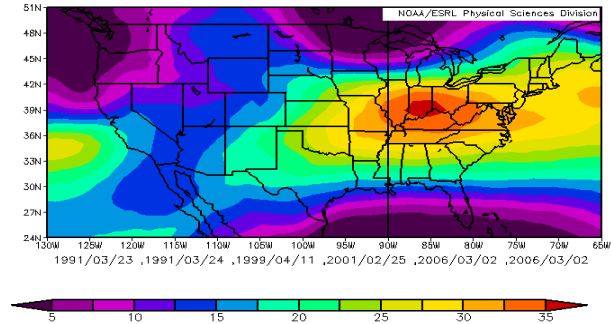 NOAA/ESRL Physical Sciences Division
51N
48N
45N
42N
39N
36N
33N
30N
27N
24N
130W 125W 120W 115W 110W 105W 100W 95W 90W 85W 80W 75W 70W 65W
1991/03/23 ,1991/03/24 ,1999/04/11 ,2001/02/25 ,2006/03/02 ,2006/03/02
5 10 15 20 25 30 35